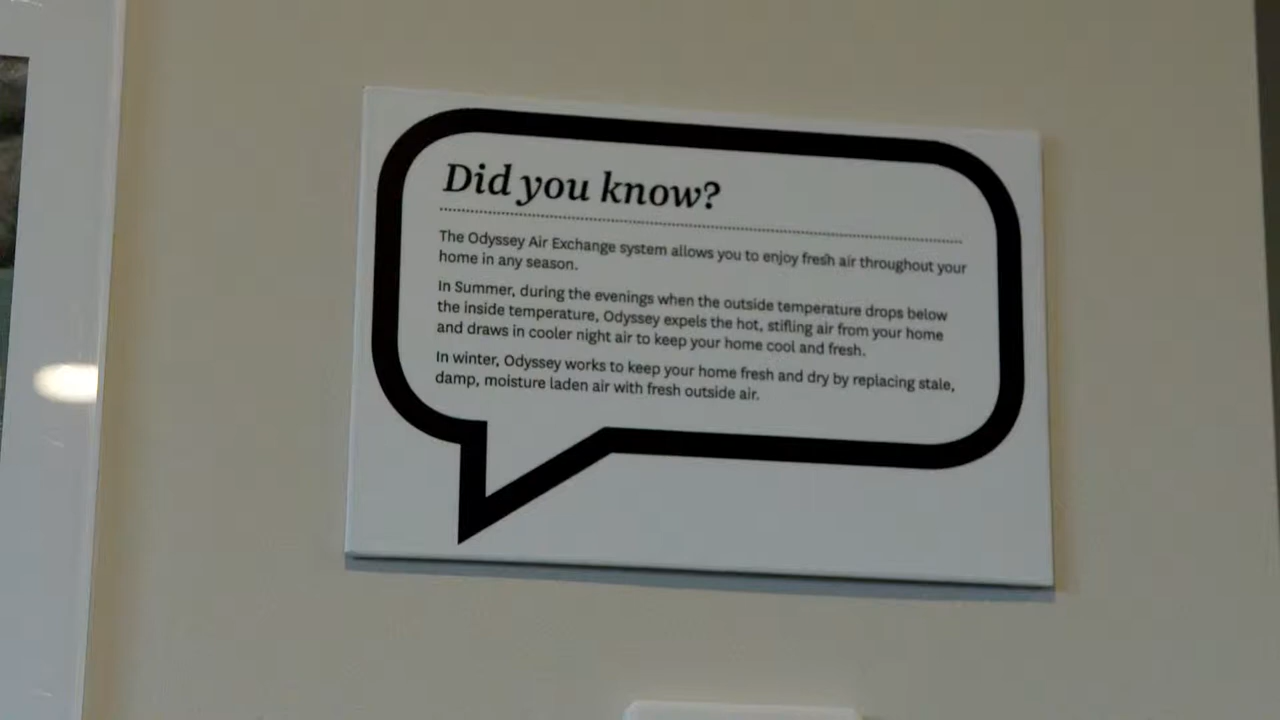 Did you know?
The Odyssey Air Exchange system allows you to enjoy fresh air throughout your
home in any season.
In Summer, during the evenings when the outside temperature drops below
the inside temperature, Odyssey expels the hot, stifling air from your home
and draws in cooler night air to keep your home cool and fresh.
In winter, Odyssey works to keep your home fresh and dry by replacing stale,
damp, moisture laden air with fresh outside air.